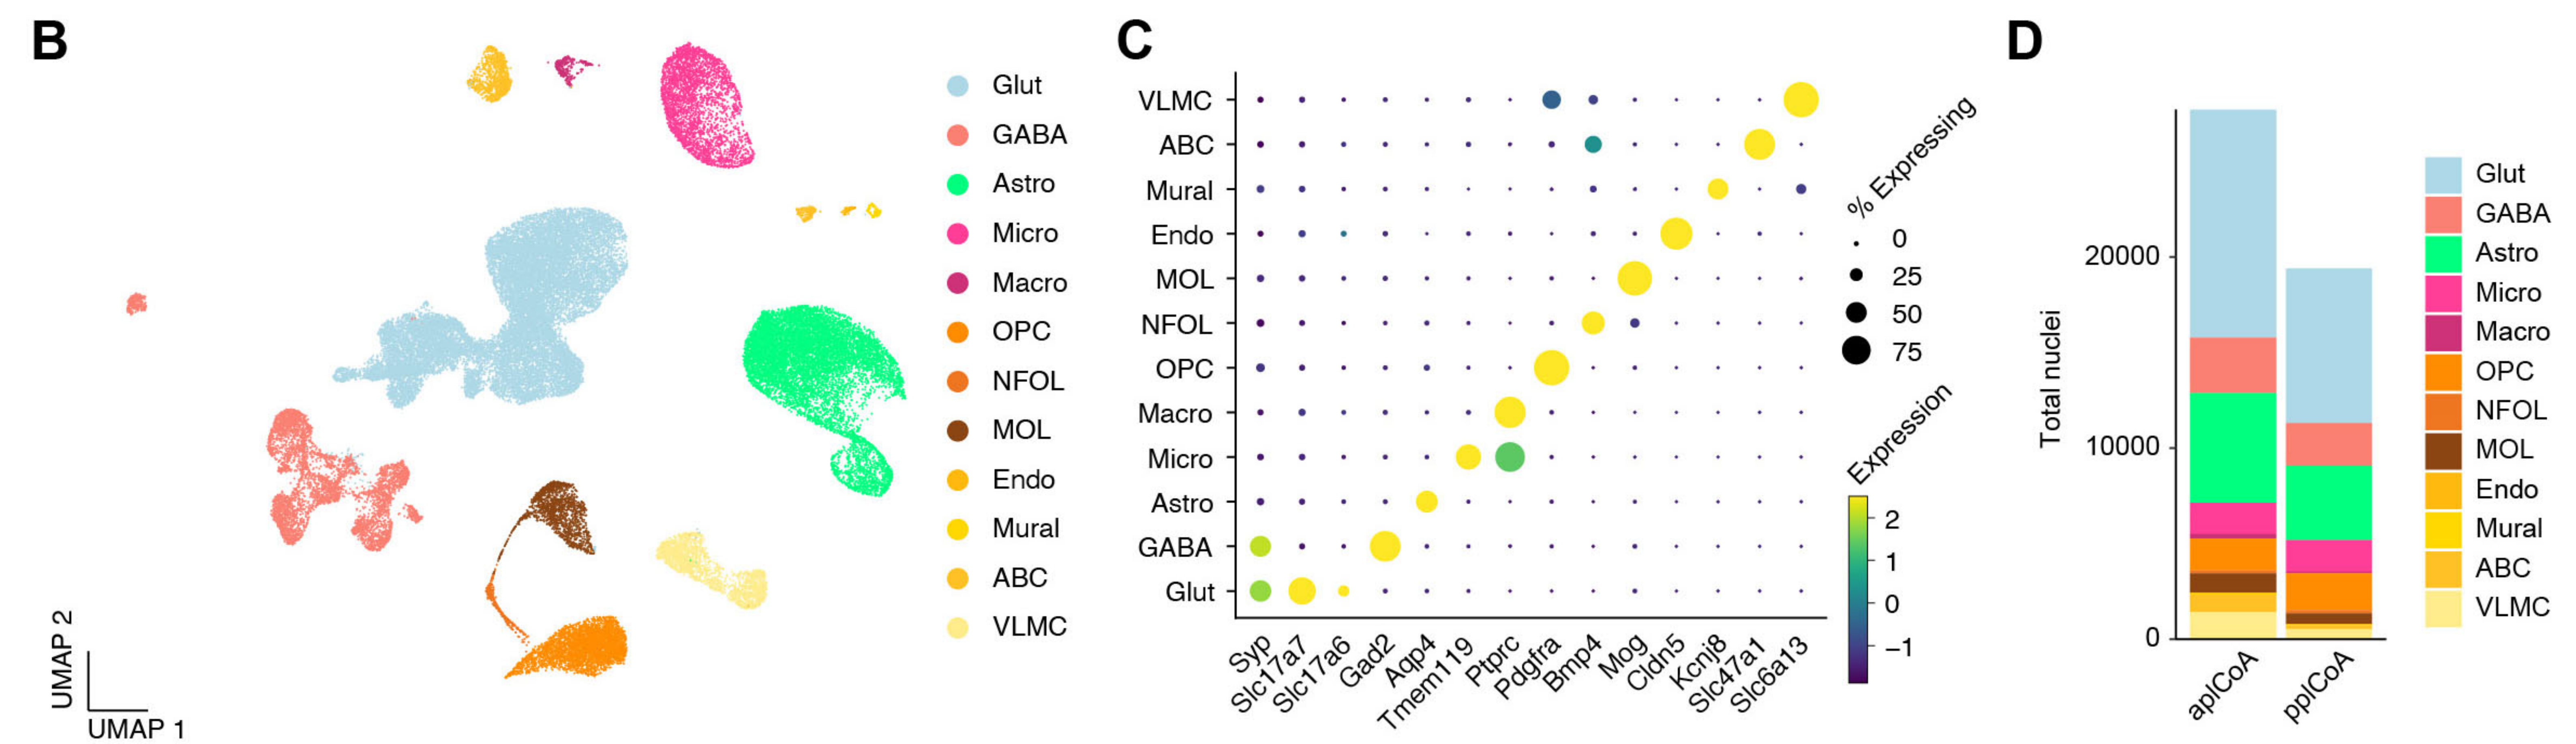 B
Glut
GABA
Astro
Micro
Macro
OPC
NFOL
MOL
Endo
Mural
ABC
VLMC
UMAP 2
UMAP 1
C
VLMC
ABC
Mural
Endo
MOL
NFOL
OPC
Macro
Micro
Astro
GABA
Glut
Syp
Slc17a7
Slc17a6
Gad2
Aqp4
Tmem119
Ptprc
Pdgfra
Bmp4
Mog
Cldn5
Kcnj8
Slc47a1
Slc6a13
% Expressing
0
25
50
75
Expression
2
1
0
−1
D
Total nuclei
20000
10000
0
aplCoA
pplCoA
Glut
GABA
Astro
Micro
Macro
OPC
NFOL
MOL
Endo
Mural
ABC
VLMC